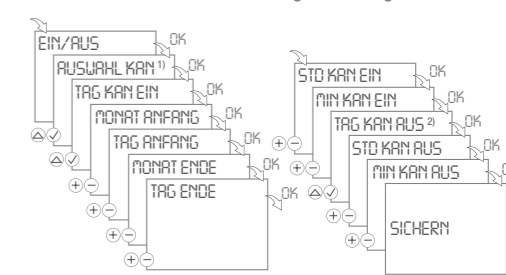 EIN/AUS
OK
AUSWAHL KAN 1)
OK
TAG KAN EIN
OK
MONAT ANFANG
OK
TAG ANFANG
OK
MONAT ENDE
OK
TAG ENDE
OK
STD KAN EIN
OK
MIN KAN EIN
OK
TAG KAN AUS 2)
OK
STD KAN AUS
OK
MIN KAN AUS
SICHERN